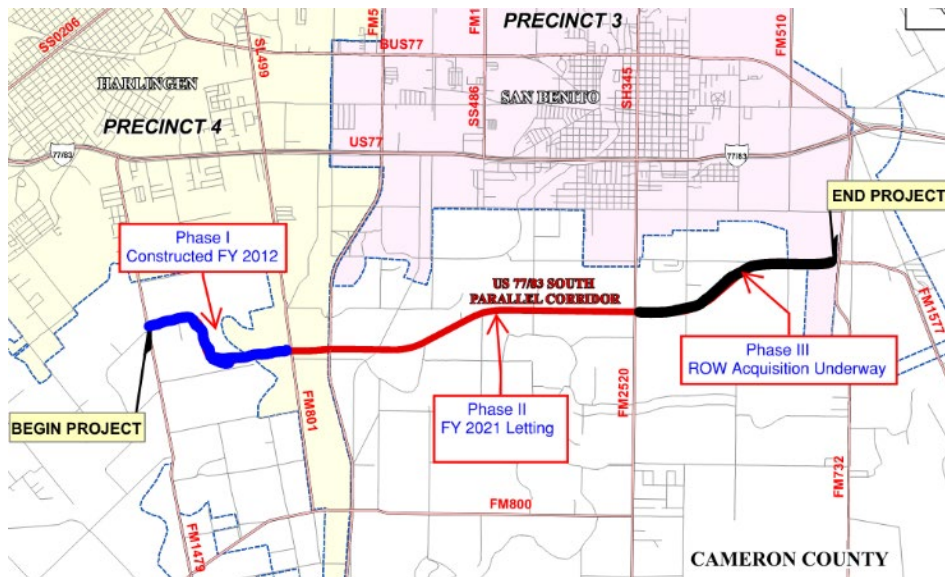 PRECINCT 3
SS0206
SL499
BUS77
FM510
HARLINGEN
SS486
SAN BENITO
SH345
PRECINCT 4
US77
77/83
77/83
END PROJECT
Phase I
Constructed FY 2012
US 77/83 SOUTH
PARALLEL CORRIDOR
FM1577
Phase III
ROW Acquisition Underway
BEGIN PROJECT
FM801
Phase II
FY 2021 Letting
FM2520
FM732
FM800
FM1479
CAMERON COUNTY